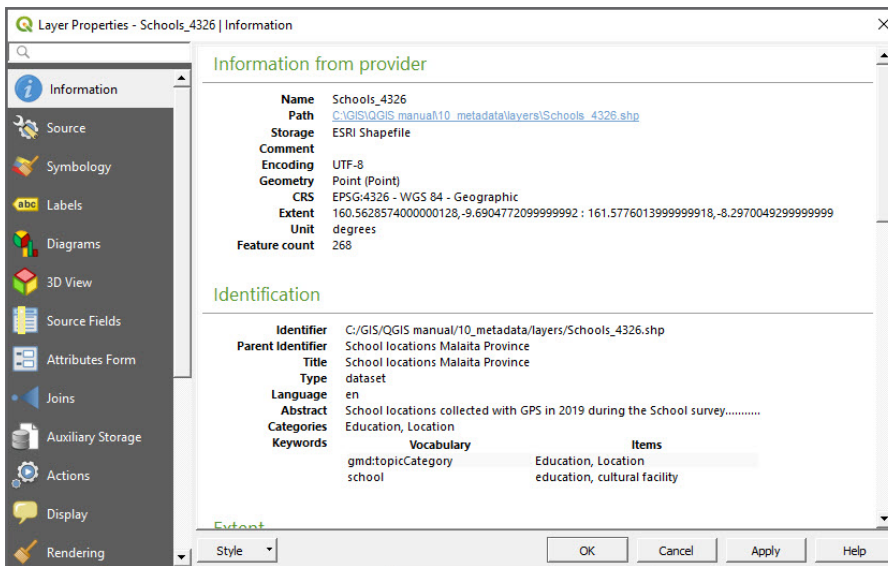 Layer Properties - Schools_4326 | Information
Information
Source
Symbology
abc Labels
Diagrams
3D View
Source Fields
Attributes Form
Joins
Auxiliary Storage
Actions
Display
Rendering
Information from provider
Name Schools_4326
Path C:\GIS\QGIS manual\10_metadata\layers\Schools_4326.shp
Storage ESRI Shapefile
Comment
Encoding UTF-8
Geometry Point (Point)
CRS EPSG:4326 - WGS 84 - Geographic
Extent 160.5628574000000128,-9.6904772099999992 : 161.5776013999999918,-8.2970049299999999
Unit degrees
Feature count 268
Identification
Identifier C:/GIS/QGIS manual/10_metadata/layers/Schools_4326.shp
Parent Identifier School locations Malaita Province
Title School locations Malaita Province
Type dataset
Language en
Abstract School locations collected with GPS in 2019 during the School survey...........
Categories Education, Location
Keywords Vocabulary Items
gmd:topicCategory Education, Location
school education, cultural facility
Extent
Style OK Cancel Apply Help